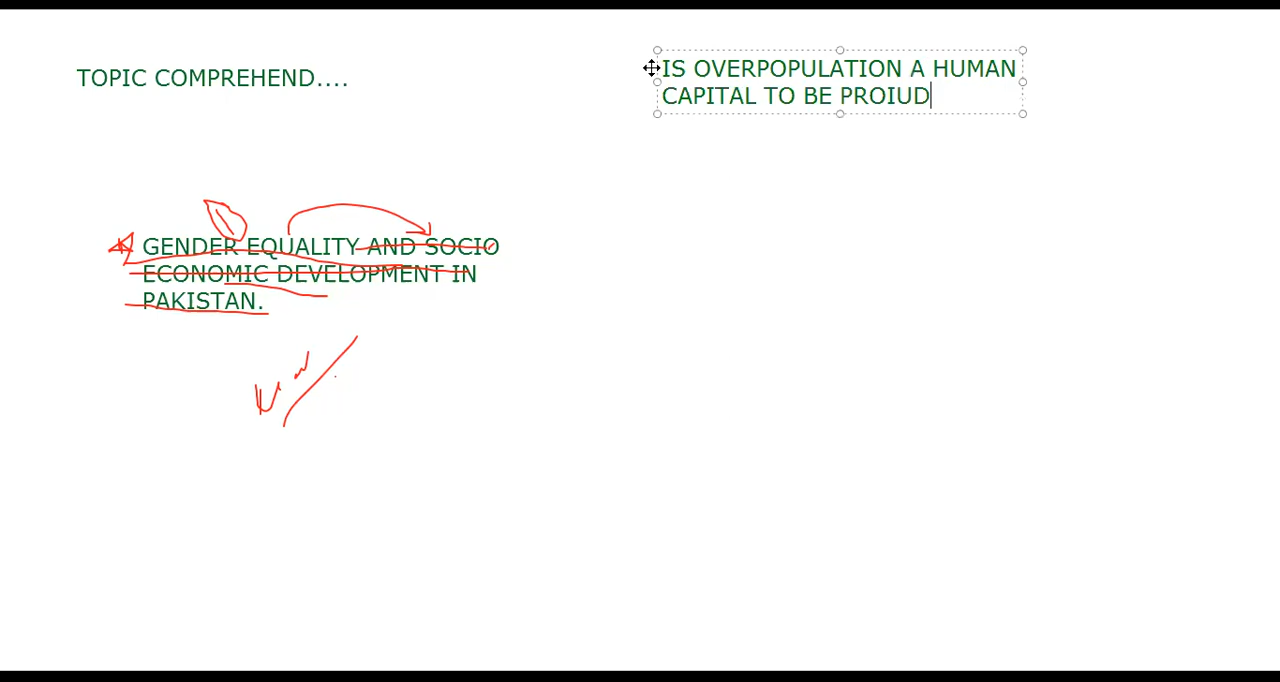 TOPIC COMPREHEND....
IS OVERPOPULATION A HUMAN
CAPITAL TO BE PROIUD
GENDER EQUALITY AND SOCIO
ECONOMIC DEVELOPMENT IN
PAKISTAN.